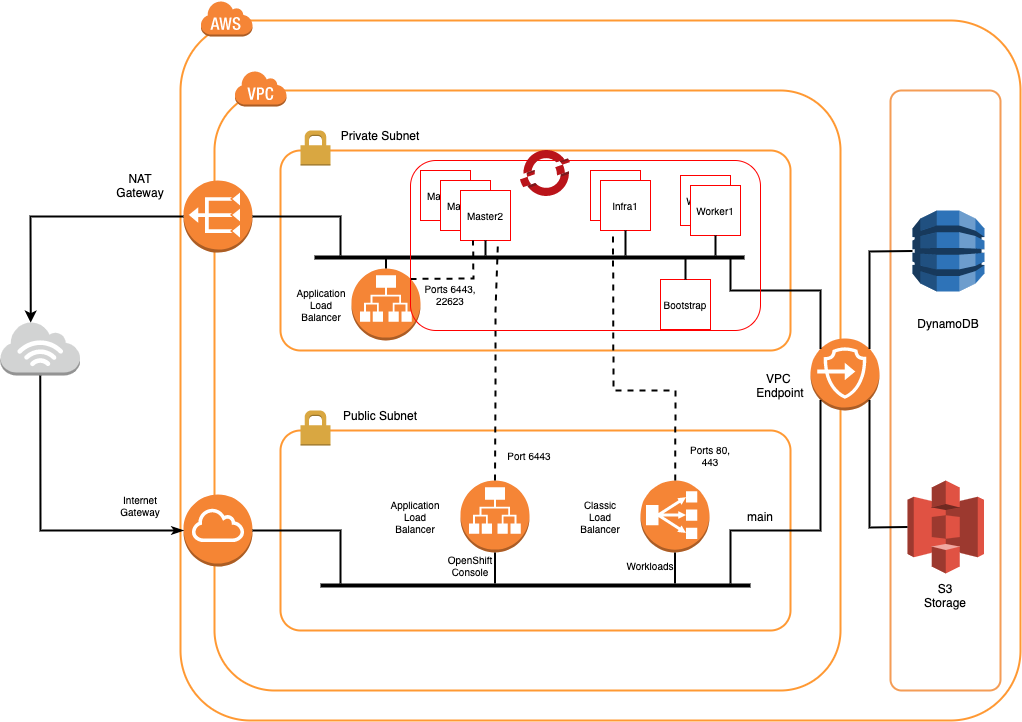 AWS
VPC
Private Subnet
NAT
Gateway
Ma
Ma
Master2
Infra1
Worker1
Application
Load
Balancer
Ports 6443,
22623
Bootstrap
DynamoDB
VPC
Endpoint
Public Subnet
Port 6443
Ports 80,
443
Internet
Gateway
Application
Load
Balancer
Classic
Load
Balancer
main
OpenShift
Console
Workloads
S3
Storage